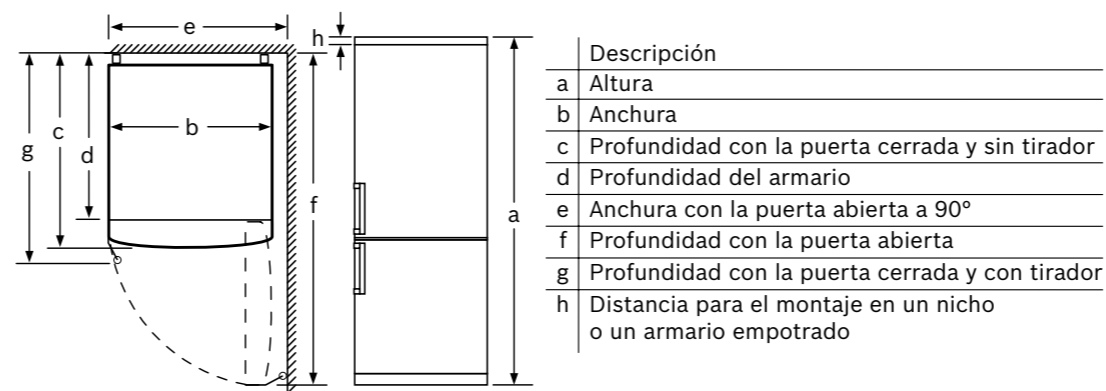 e
h
b
c
d
g
f
a
Descripción
a Altura
b Anchura
c Profundidad con la puerta cerrada y sin tirador
d Profundidad del armario
e Anchura con la puerta abierta a 90°
f Profundidad con la puerta abierta
g Profundidad con la puerta cerrada y con tirador
h Distancia para el montaje en un nicho
o un armario empotrado